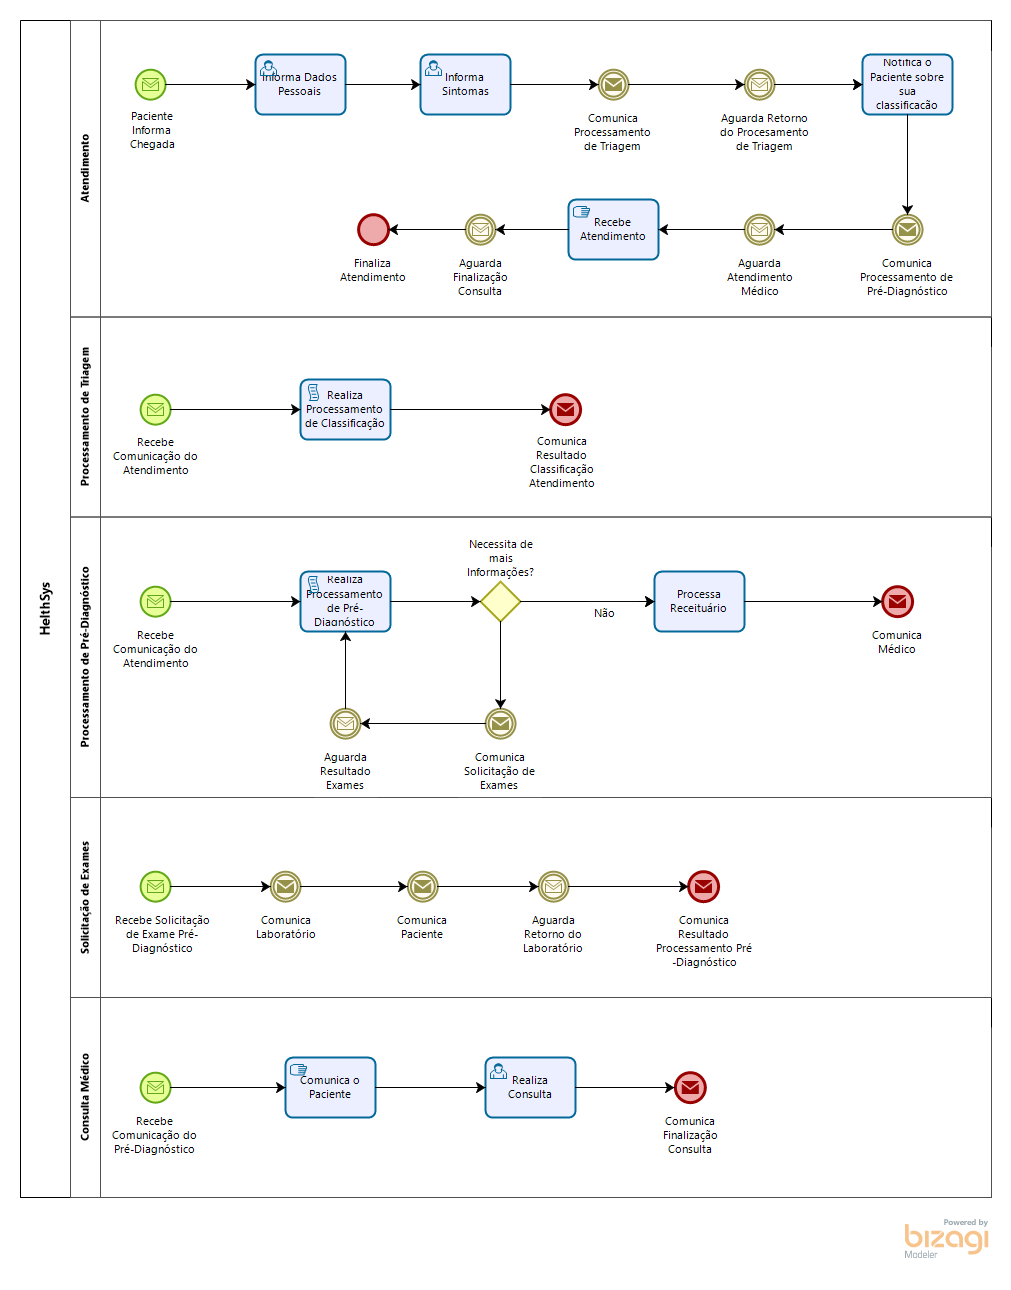 HelthSys
Atendimento
Paciente
Informa
Chegada
Informa Dados
Pessoais
Informa
Sintomas
Comunica
Processamento
de Triagem
Aguarda Retorno
do Procesamento
de Triagem
Notifica o
Paciente sobre
sua
classificacão
Finaliza
Atendimento
Aguarda
Finalização
Consulta
Recebe
Atendimento
Aguarda
Atendimento
Médico
Comunica
Processamento de
Pré-Diagnóstico
Processamento de Triagem
Recebe
Comunicação do
Atendimento
Realiza
Processamento
de Classificação
Comunica
Resultado
Classificação
Atendimento
Processamento de Pré-Diagnóstico
Recebe
Comunicação do
Atendimento
Realiza
Processamento
de Pré-
Diagnóstico
Necessita de
mais
Informações?
Não
Processa
Receituário
Comunica
Médico
Aguarda
Resultado
Exames
Comunica
Solicitação de
Exames
Solicitação de Exames
Recebe Solicitação
de Exame Pré-
Diagnóstico
Comunica
Laboratório
Comunica
Paciente
Aguarda
Retorno do
Laboratório
Comunica
Resultado
Processamento Pré
-Diagnóstico
Consulta Médico
Recebe
Comunicação do
Pré-Diagnóstico
Comunica o
Paciente
Realiza
Consulta
Comunica
Finalização
Consulta
Powered by
bizagi
Modeler